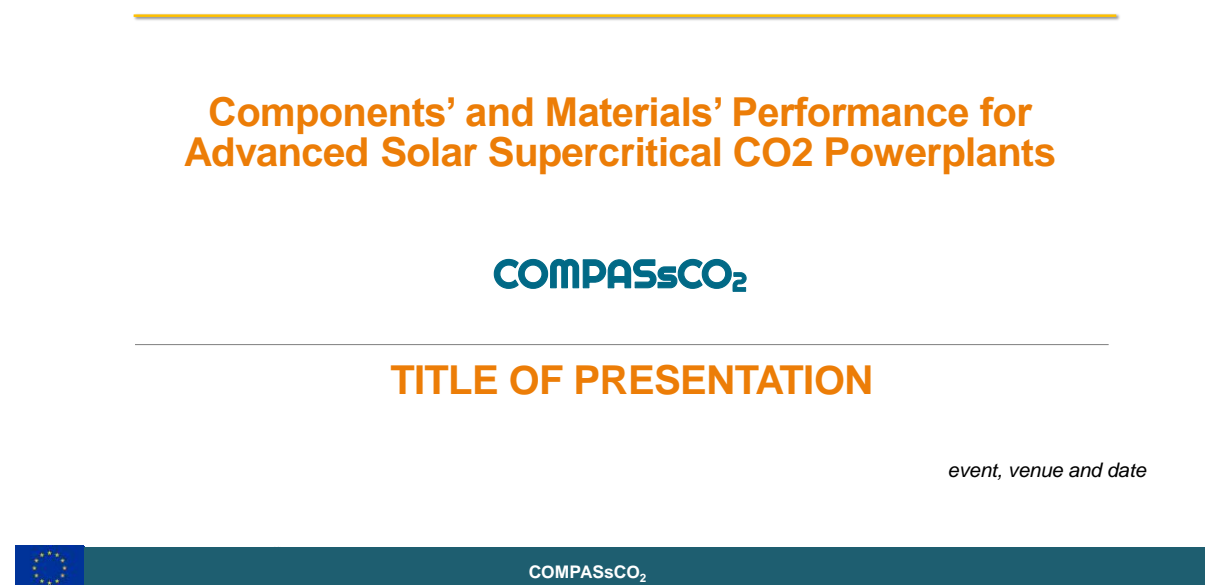 Components’ and Materials’ Performance for
Advanced Solar Supercritical CO2 Powerplants
COMPASsCO₂
TITLE OF PRESENTATION
event, venue and date
COMPASsCO₂